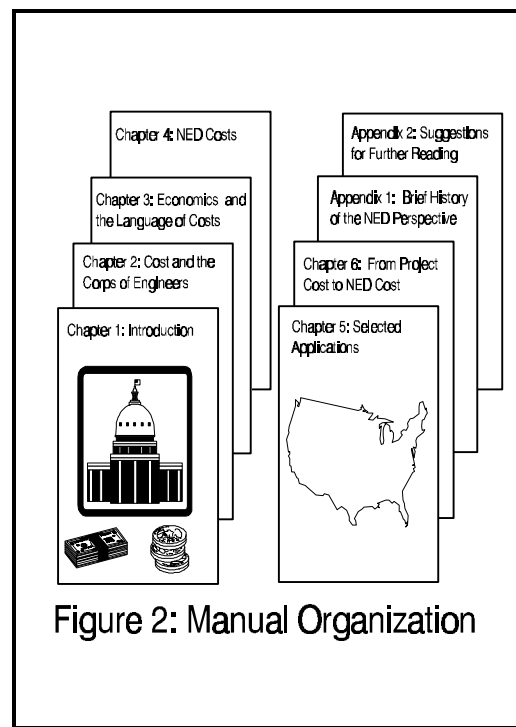 Chapter 4: NED Costs
Chapter 3: Economics and
the Language of Costs
Chapter 2: Cost and the
Corps of Engineers
Chapter 1: Introduction
Appendix 2: Suggestions
for Further Reading
Appendix 1: Brief History
of the NED Perspective
Chapter 6: From Project
Cost to NED Cost
Chapter 5: Selected
Applications
Figure 2: Manual Organization